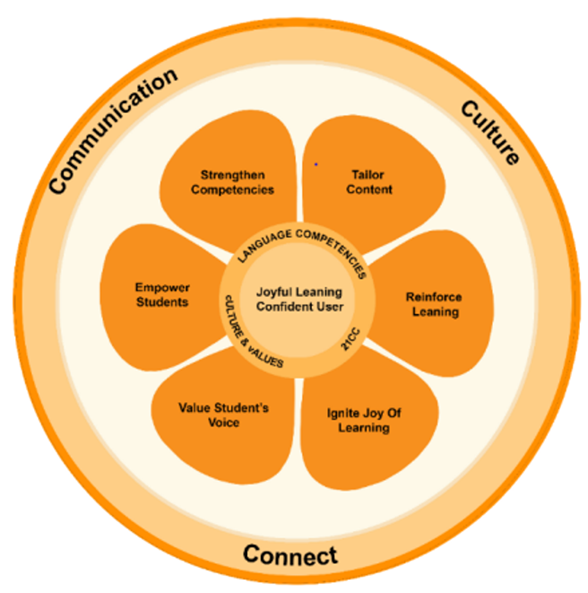 Communication
Culture
Strengthen
Competencies
Tailor
Content
Empower
Students
LANGUAGE COMPETENCIES
Joyful Leaning
Confident User
cULTURE & vALUES
21CC
Reinforce
Leaning
Value Student's
Voice
Ignite Joy Of
Learning
Connect